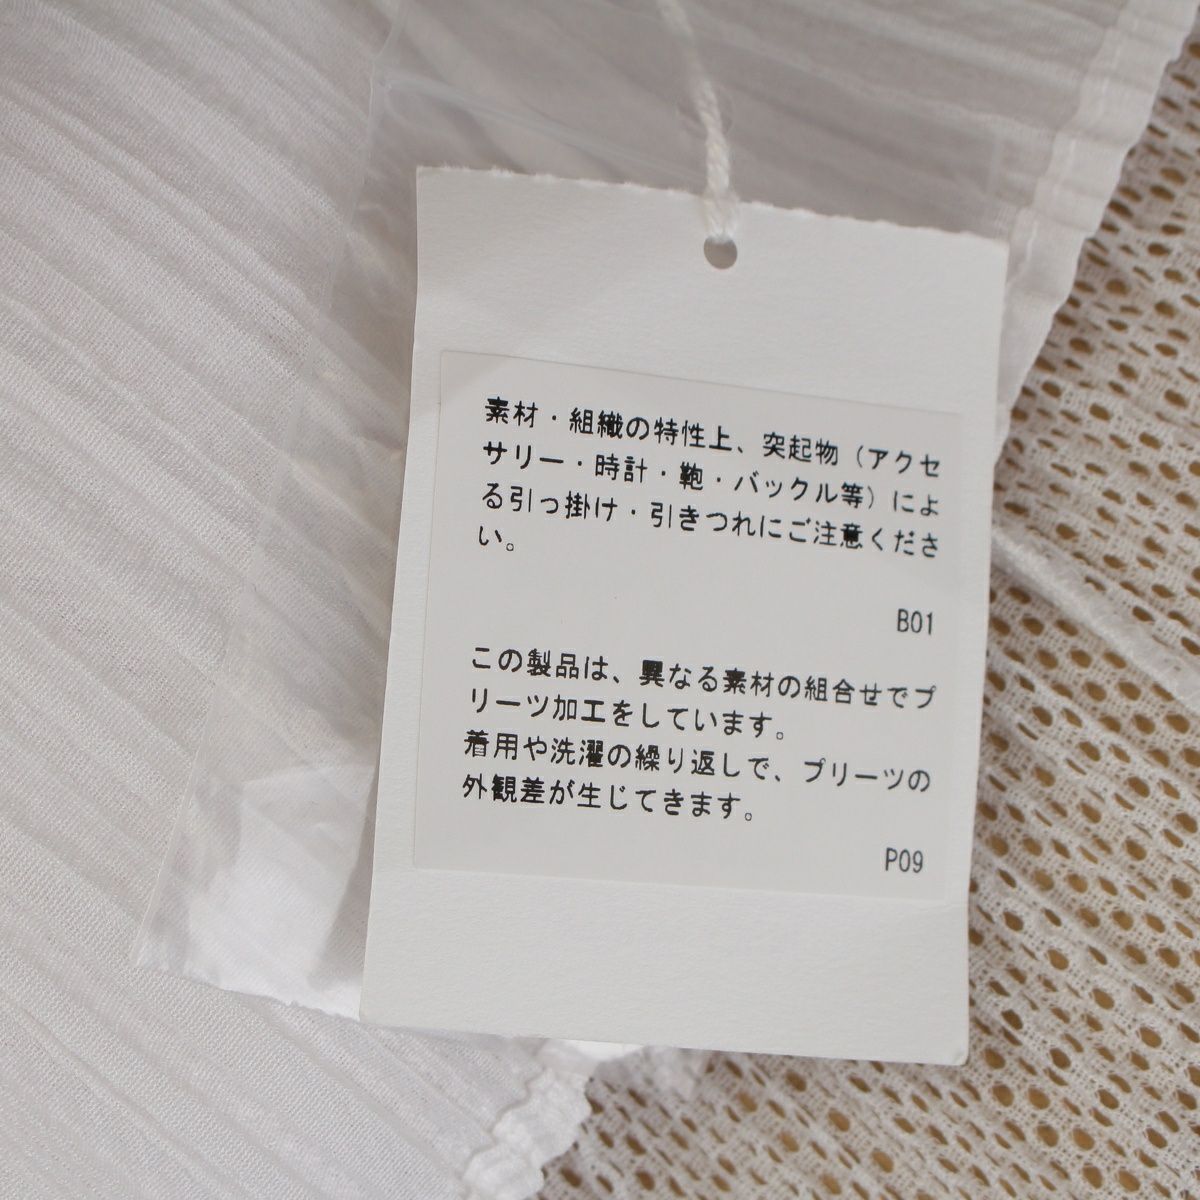 素材・組織の特性上、突起物（アクセ
サリー・時計・鞄・バックル等）によ
る引っ掛け・引きつれにご注意くださ
い。
B01
この製品は、異なる素材の組合せでプ
リーツ加工をしています。
着用や洗濯の繰り返しで、プリーツの
外観差が生じてきます。
P09